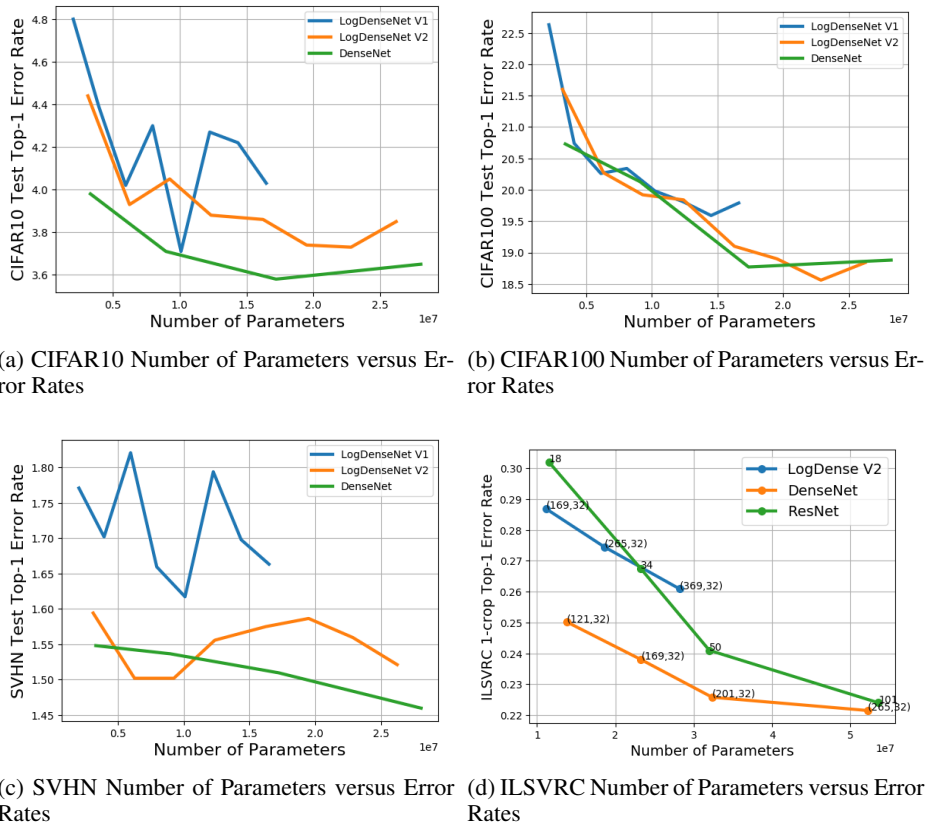 4.8
4.6
4.4
4.2
4.0
3.8
3.6
CIFAR10 Test Top-1 Error Rate
LogDenseNet V1
LogDenseNet V2
DenseNet
0.5 1.0 1.5 2.0 2.5
1e7
Number of Parameters
(a) CIFAR10 Number of Parameters versus Er-
ror Rates
22.5
22.0
21.5
21.0
20.5
20.0
19.5
19.0
18.5
CIFAR100 Test Top-1 Error Rate
LogDenseNet V1
LogDenseNet V2
DenseNet
0.5 1.0 1.5 2.0 2.5
1e7
Number of Parameters
(b) CIFAR100 Number of Parameters versus Er-
ror Rates
1.80
1.75
1.70
1.65
1.60
1.55
1.50
1.45
SVHN Test Top-1 Error Rate
LogDenseNet V1
LogDenseNet V2
DenseNet
0.5 1.0 1.5 2.0 2.5
1e7
Number of Parameters
(c) SVHN Number of Parameters versus Error
Rates
0.30
0.29
0.28
0.27
0.26
0.25
0.24
0.23
0.22
ILSVRC 1-crop Top-1 Error Rate
LogDense V2
DenseNet
ResNet
18
(169,32)
(265,32)
34
(369,32)
(121,32)
(169,32)
50
(201,32)
101
(265,32)
1 2 3 4 5
1e7
Number of Parameters
(d) ILSVRC Number of Parameters versus Error
Rates